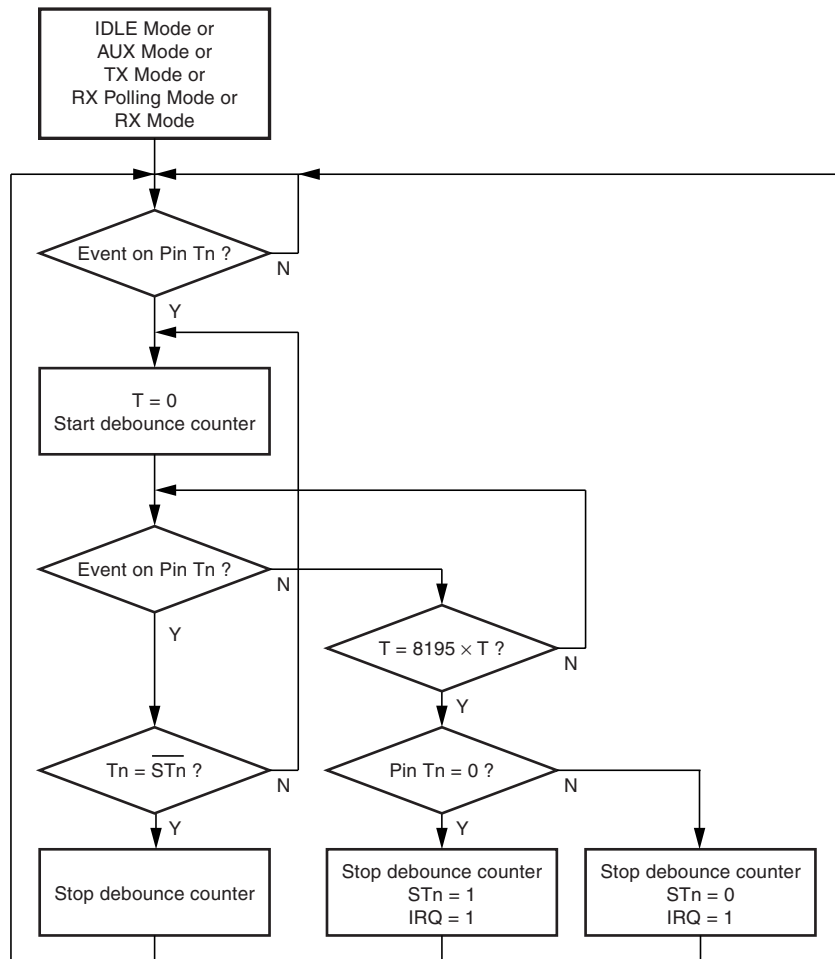 IDLE Mode or
AUX Mode or
TX Mode or
RX Polling Mode or
RX Mode
Event on Pin Tn ?
N
Y
T = 0
Start debounce counter
Event on Pin Tn ?
N
Y
T = 8195 × T ?
N
Y
Tn = S̅T̅n̅ ?
N
Y
Pin Tn = 0 ?
N
Y
Stop debounce counter
Stop debounce counter
STn = 1
IRQ = 1
Stop debounce counter
STn = 0
IRQ = 1